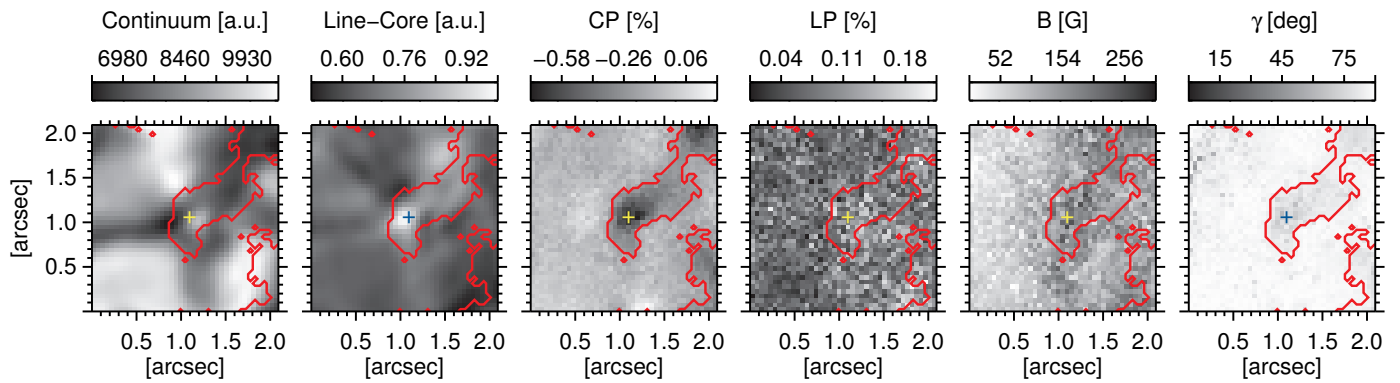 Continuum [a.u.] Line−Core [a.u.] CP [%] LP [%] B [G] γ [deg]
6980 8460 9930 0.60 0.76 0.92 −0.58 −0.26 0.06 0.04 0.11 0.18 52 154 256 15 45 75
2.0
1.5
1.0
0.5
[arcsec]
0.5 1.0 1.5 2.0 0.5 1.0 1.5 2.0 0.5 1.0 1.5 2.0 0.5 1.0 1.5 2.0 0.5 1.0 1.5 2.0 0.5 1.0 1.5 2.0
[arcsec] [arcsec] [arcsec] [arcsec] [arcsec] [arcsec]